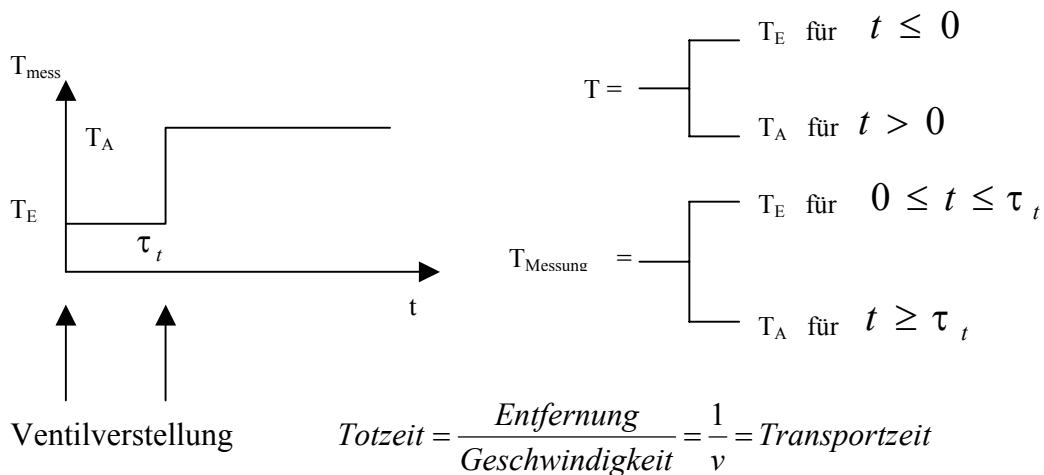 T_mess
T_A
T_E
τ_t
t
T =
T_E für t ≤ 0
T_A für t > 0
T_Messung =
T_E für 0 ≤ t ≤ τ_t
T_A für t ≥ τ_t
Ventilverstellung
Totzeit = Entfernung / Geschwindigkeit = 1 / v = Transportzeit